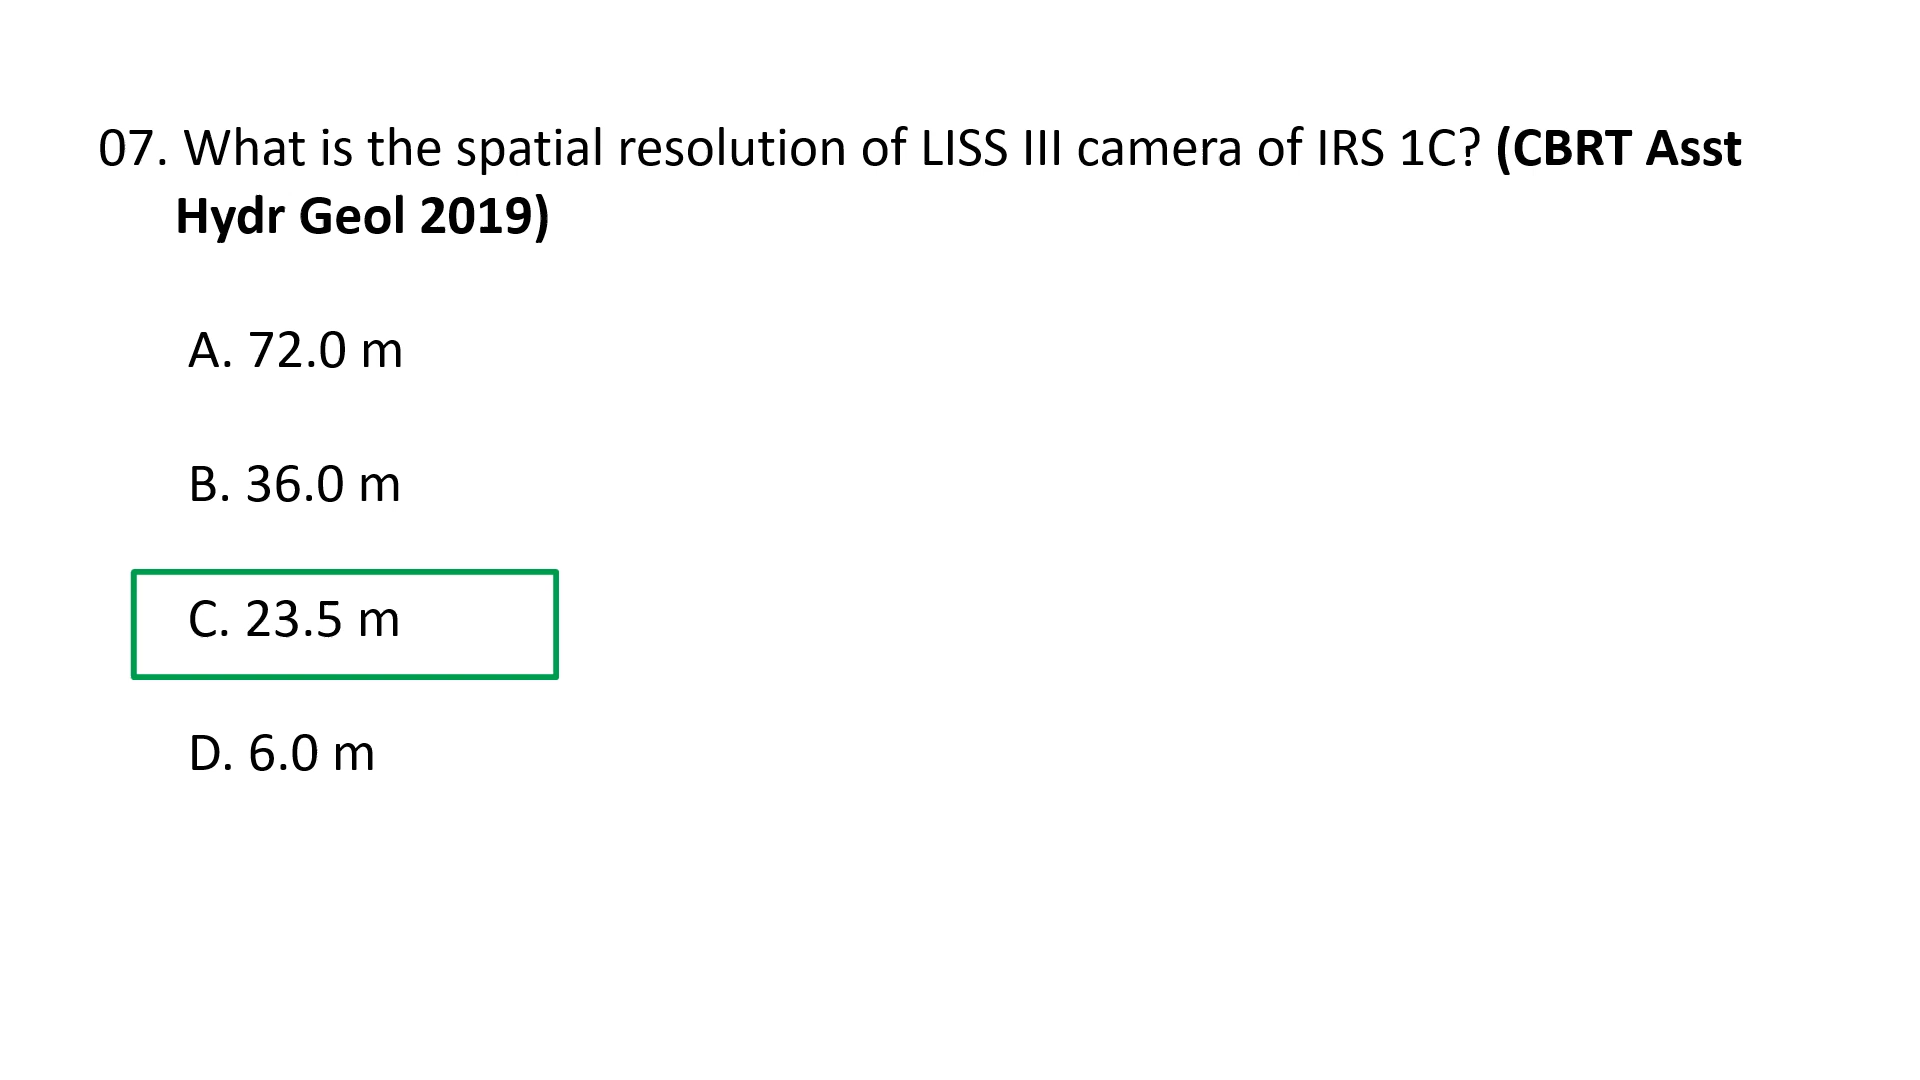 07. What is the spatial resolution of LISS III camera of IRS 1C? (CBRT Asst
Hydr Geol 2019)
A. 72.0 m
B. 36.0 m
C. 23.5 m
D. 6.0 m